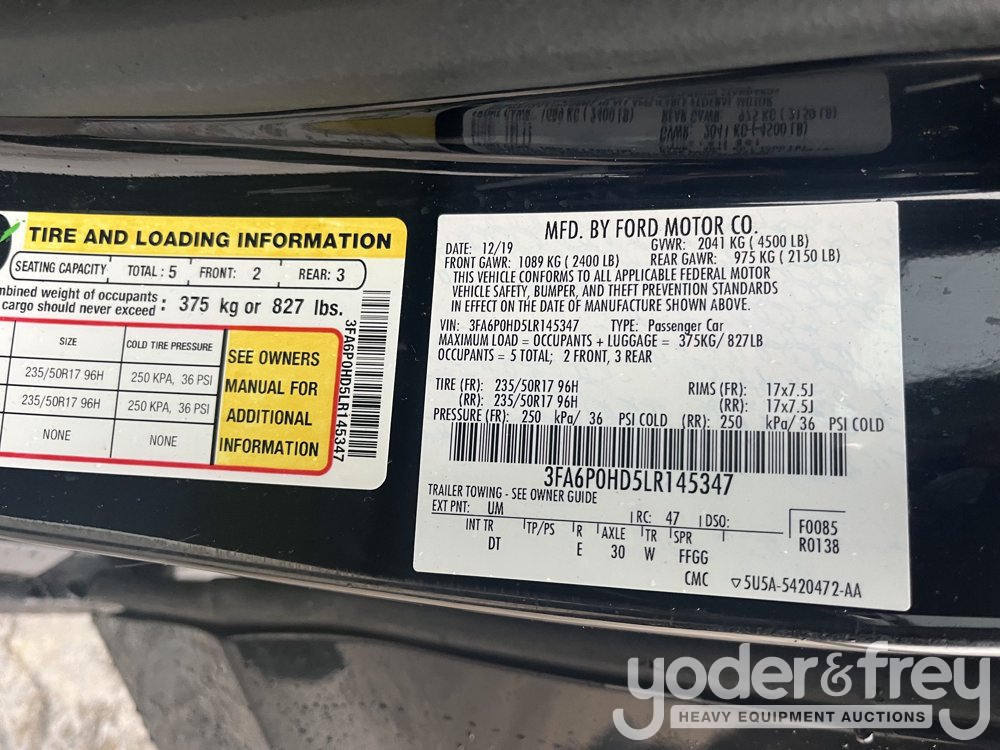 TIRE AND LOADING INFORMATION
SEATING CAPACITY TOTAL : 5 FRONT: 2 REAR: 3
weight of occupants
cargo should never exceed : 375 kg or 827 lbs.
SIZE COLD TIRE PRESSURE
235/50R17 96H 250 KPA, 36 PSI
235/50R17 96H 250 KPA, 36 PSI
NONE NONE
SEE OWNERS
MANUAL FOR
ADDITIONAL
INFORMATION
3FA6P0HD5LR145347
MFD. BY FORD MOTOR CO.
DATE: 12/19 GVWR: 2041 KG ( 4500 LB)
FRONT GAWR: 1089 KG ( 2400 LB) REAR GAWR: 975 KG ( 2150 LB)
THIS VEHICLE CONFORMS TO ALL APPLICABLE FEDERAL MOTOR
VEHICLE SAFETY, BUMPER, AND THEFT PREVENTION STANDARDS
IN EFFECT ON THE DATE OF MANUFACTURE SHOWN ABOVE.
VIN: 3FA6P0HD5LR145347 TYPE: Passenger Car
MAXIMUM LOAD = OCCUPANTS + LUGGAGE = 375KG/ 827LB
OCCUPANTS = 5 TOTAL; 2 FRONT, 3 REAR
TIRE (FR): 235/50R17 96H RIMS (FR): 17x7.5J
(RR): 235/50R17 96H (RR): 17x7.5J
PRESSURE (FR): 250 kPa/ 36 PSI COLD (RR): 250 kPa/ 36 PSI COLD
3FA6P0HD5LR145347
TRAILER TOWING - SEE OWNER GUIDE
EXT PNT: UM RC: 47 DSO:
INT TR TP/PS R AXLE TR SPR
DT E 30 W FFGG
CMC
F0085
R0138
▽5U5A-5420472-AA
yoder&frey
HEAVY EQUIPMENT AUCTIONS